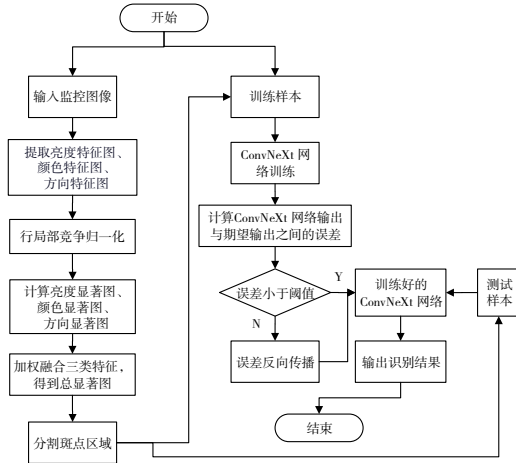 开始
输入监控图像
提取亮度特征图、
颜色特征图、
方向特征图
行局部竞争归一化
计算亮度显著图、
颜色显著图、
方向显著图
加权融合三类特征,
得到总显著图
分割斑点区域
训练样本
ConvNeXt 网
络训练
计算ConvNeXt 网络输出
与期望输出之间的误差
误差小于阈值
Y
N
误差反向传播
训练好的
ConvNeXt 网络
测试
样本
输出识别结果
结束